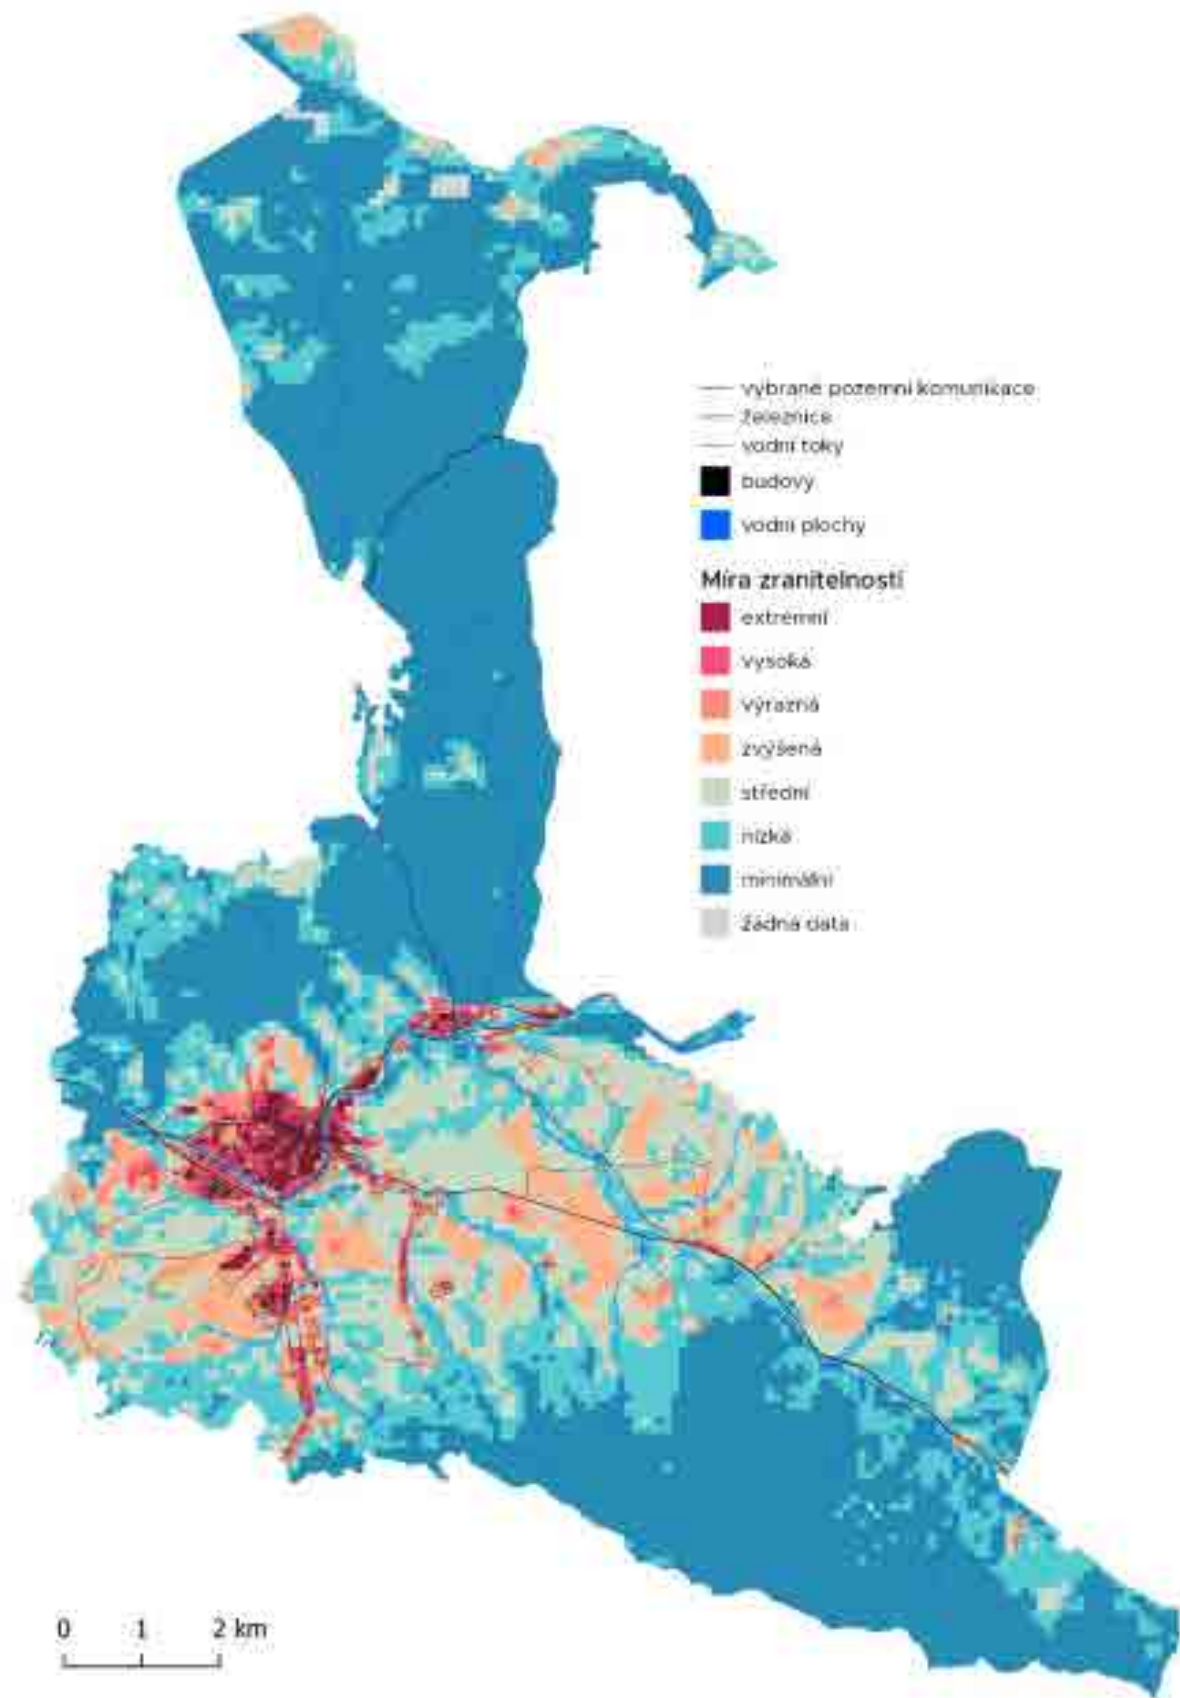 vybrané pozemní komunikace
železnice
vodní toky
budovy
vodní plochy
Míra zranitelnosti
extrémní
vysoká
výrazná
zvýšená
střední
nízká
minimální
žádná data
0 1 2 km